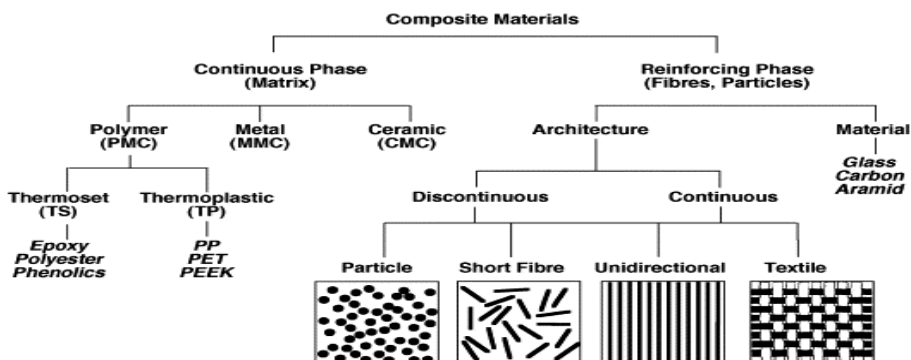 Composite Materials
Continuous Phase
(Matrix)
Reinforcing Phase
(Fibres, Particles)
Polymer
(PMC)
Metal
(MMC)
Ceramic
(CMC)
Architecture
Material
Glass
Carbon
Aramid
Thermoset
(TS)
Thermoplastic
(TP)
Discontinuous
Continuous
Epoxy
Polyester
Phenolics
PP
PET
PEEK
Particle
Short Fibre
Unidirectional
Textile